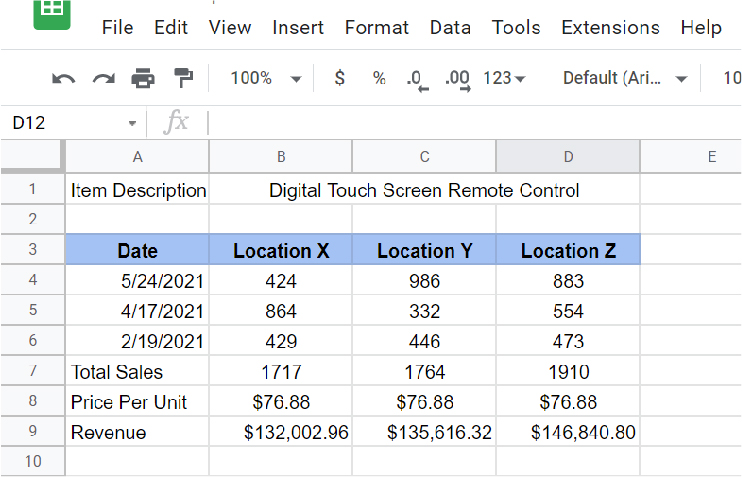 File Edit View Insert Format Data Tools Extensions Help
100% $ % .0 .00 123 Default (Ari... 10
D12 fx
A B C D E
1 Item Description Digital Touch Screen Remote Control
2
3 Date Location X Location Y Location Z
4 5/24/2021 424 986 883
5 4/17/2021 864 332 554
6 2/19/2021 429 446 473
7 Total Sales 1717 1764 1910
8 Price Per Unit $76.88 $76.88 $76.88
9 Revenue $132,002.96 $135,616.32 $146,840.80
10